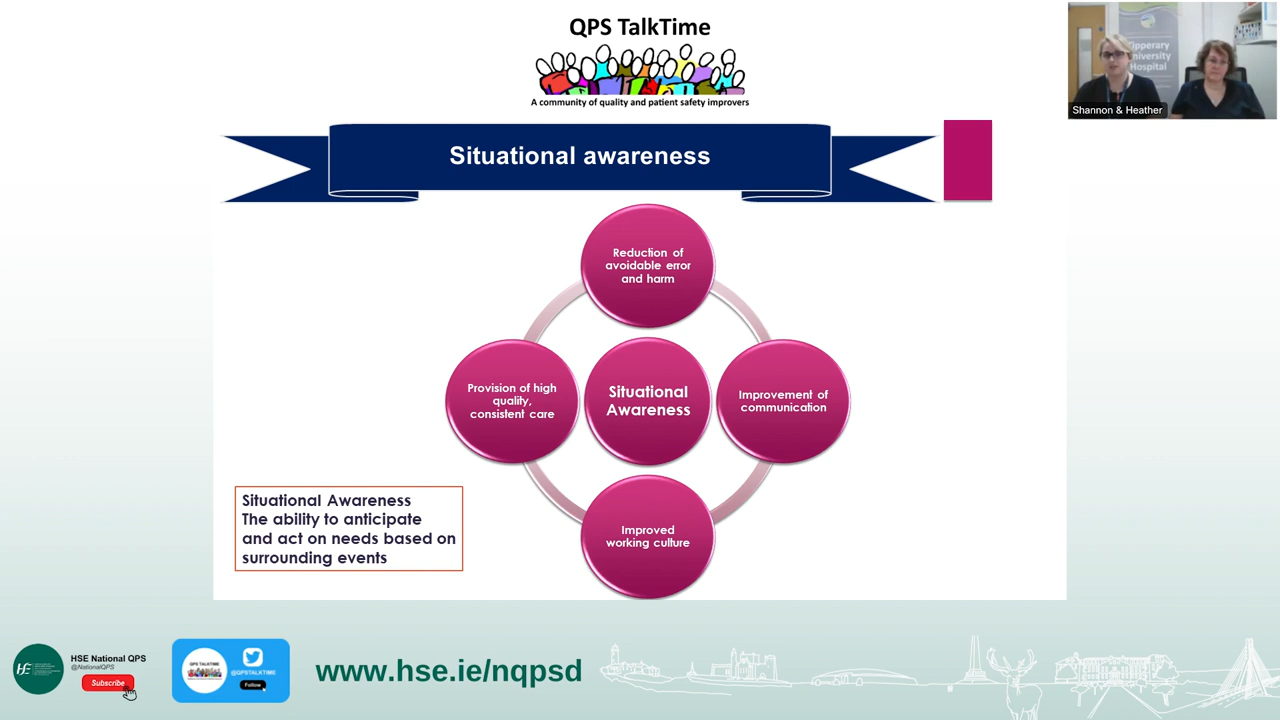 QPS TalkTime
A community of quality and patient safety improvers
Tipperary
University
Hospital
Shannon & Heather
Situational awareness
Reduction of
avoidable error
and harm
Provision of high
quality,
consistent care
Situational
Awareness
Improvement of
communication
Improved
working culture
Situational Awareness
The ability to anticipate
and act on needs based on
surrounding events
HSE National QPS
@NationalQPS
Subscribe
QPS TALKTIME
@QPSTALKTIME
Follow
www.hse.ie/nqpsd